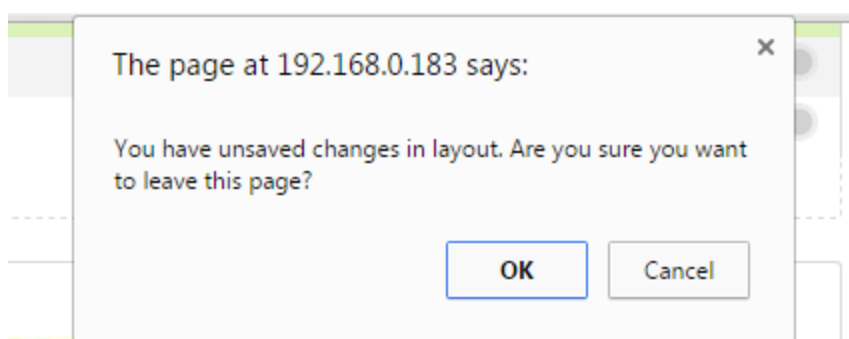 The page at 192.168.0.183 says:
You have unsaved changes in layout. Are you sure you want
to leave this page?
OK
Cancel